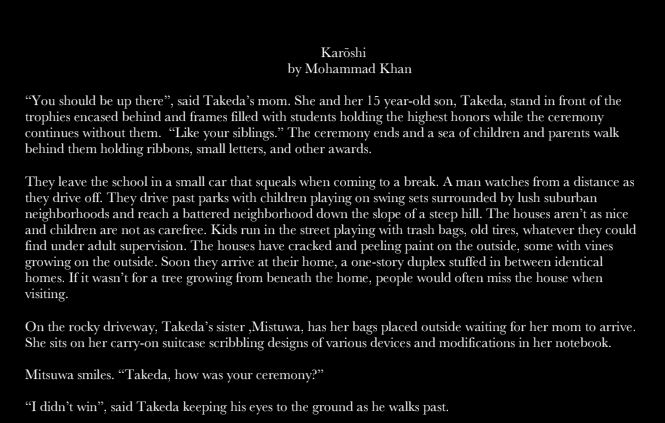 Karōshi
by Mohammad Khan
“You should be up there”, said Takeda’s mom. She and her 15 year-old son, Takeda, stand in front of the
trophies encased behind and frames filled with students holding the highest honors while the ceremony
continues without them.  “Like your siblings.” The ceremony ends and a sea of children and parents walk
behind them holding ribbons, small letters, and other awards.
They leave the school in a small car that squeals when coming to a break. A man watches from a distance as
they drive off. They drive past parks with children playing on swing sets surrounded by lush suburban
neighborhoods and reach a battered neighborhood down the slope of a steep hill. The houses aren’t as nice
and children are not as carefree. Kids run in the street playing with trash bags, old tires, whatever they could
find under adult supervision. The houses have cracked and peeling paint on the outside, some with vines
growing on the outside. Soon they arrive at their home, a one-story duplex stuffed in between identical
homes. If it wasn’t for a tree growing from beneath the home, people would often miss the house when
visiting.
On the rocky driveway, Takeda’s sister ,Mistuwa, has her bags placed outside waiting for her mom to arrive.
She sits on her carry-on suitcase scribbling designs of various devices and modifications in her notebook.
Mitsuwa smiles. “Takeda, how was your ceremony?”
“I didn’t win”, said Takeda keeping his eyes to the ground as he walks past.